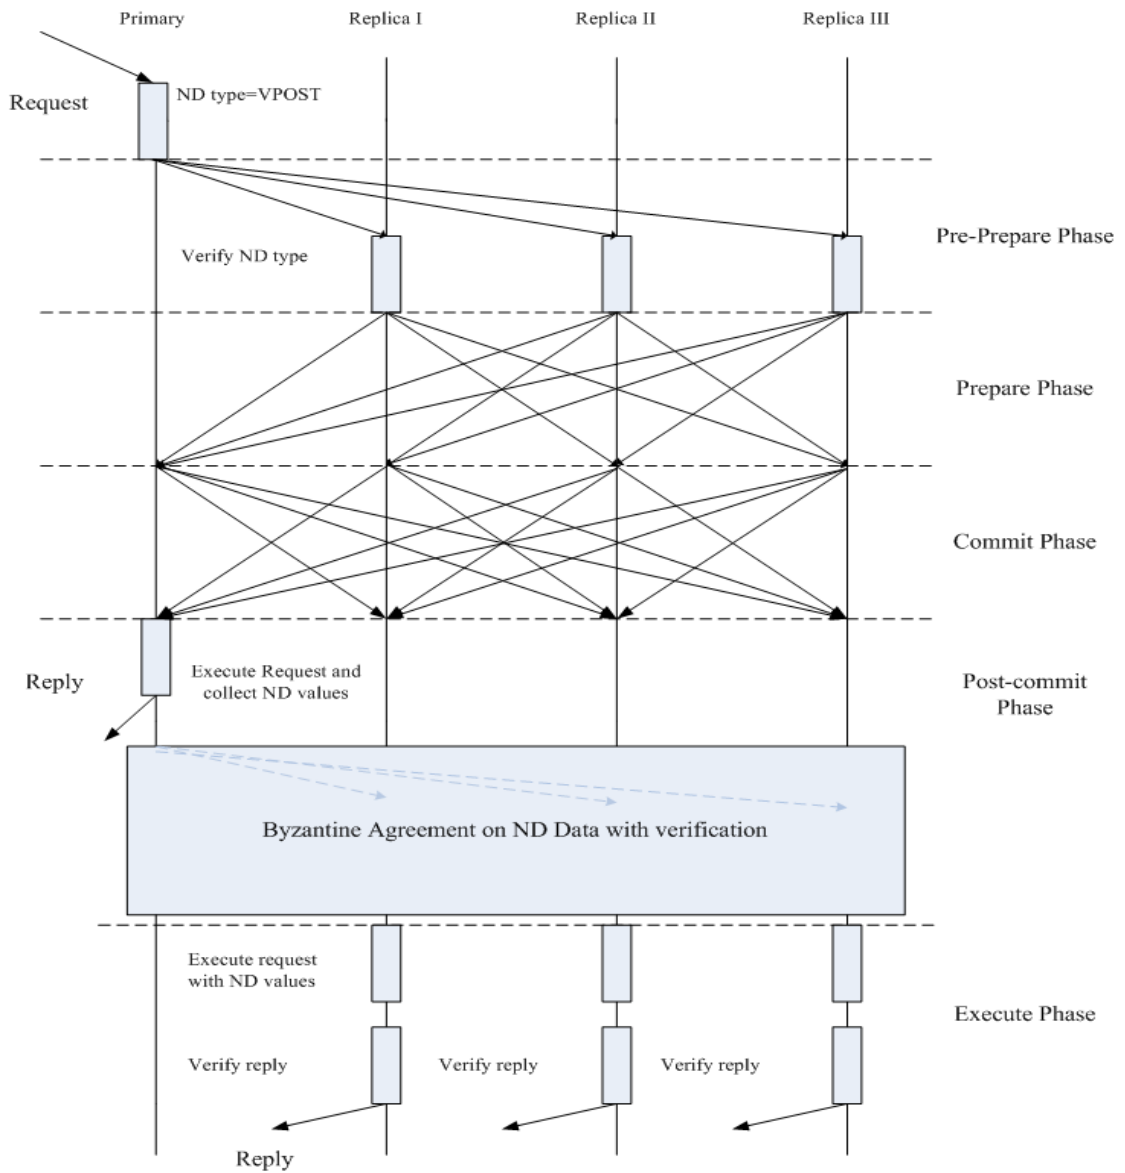 Primary
Replica I
Replica II
Replica III
ND type=VPOST
Request
Pre-Prepare Phase
Verify ND type
Prepare Phase
Commit Phase
Execute Request and
collect ND values
Reply
Post-commit
Phase
Byzantine Agreement on ND Data with verification
Execute request
with ND values
Execute Phase
Verify reply
Verify reply
Verify reply
Reply